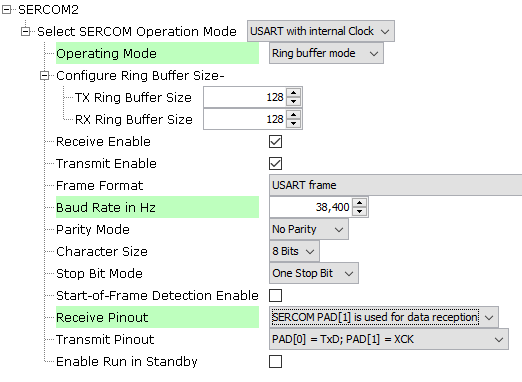 SERCOM2
Select SERCOM Operation Mode USART with internal Clock
Operating Mode Ring buffer mode
Configure Ring Buffer Size-
TX Ring Buffer Size 128
RX Ring Buffer Size 128
Receive Enable
Transmit Enable
Frame Format USART frame
Baud Rate in Hz 38,400
Parity Mode No Parity
Character Size 8 Bits
Stop Bit Mode One Stop Bit
Start-of-Frame Detection Enable
Receive Pinout SERCOM PAD[1] is used for data reception
Transmit Pinout PAD[0] = TxD; PAD[1] = XCK
Enable Run in Standby